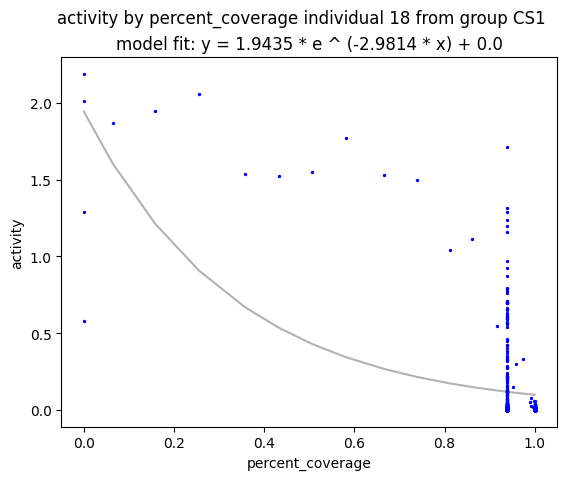 activity by percent_coverage individual 18 from group CS1
model fit: y = 1.9435 * e ^ (-2.9814 * x) + 0.0
2.0
1.5
1.0
0.5
0.0
activity
0.0 0.2 0.4 0.6 0.8 1.0
percent_coverage